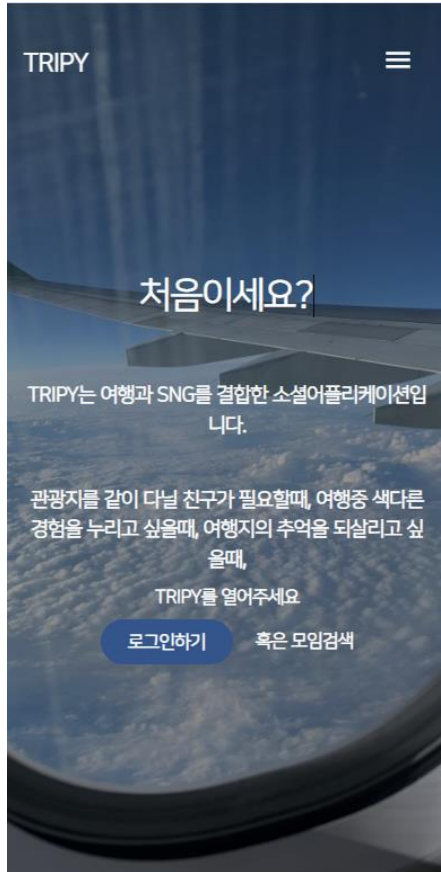 TRIPY
처음이세요?
TRIPY는 여행과 SNG를 결합한 소셜어플리케이션입
니다.
관광지를 같이 다닐 친구가 필요할때, 여행중 색다른
경험을 누리고 싶을때, 여행지의 추억을 되살리고 싶
을때,
TRIPY를 열어주세요
로그인하기 혹은 모임검색